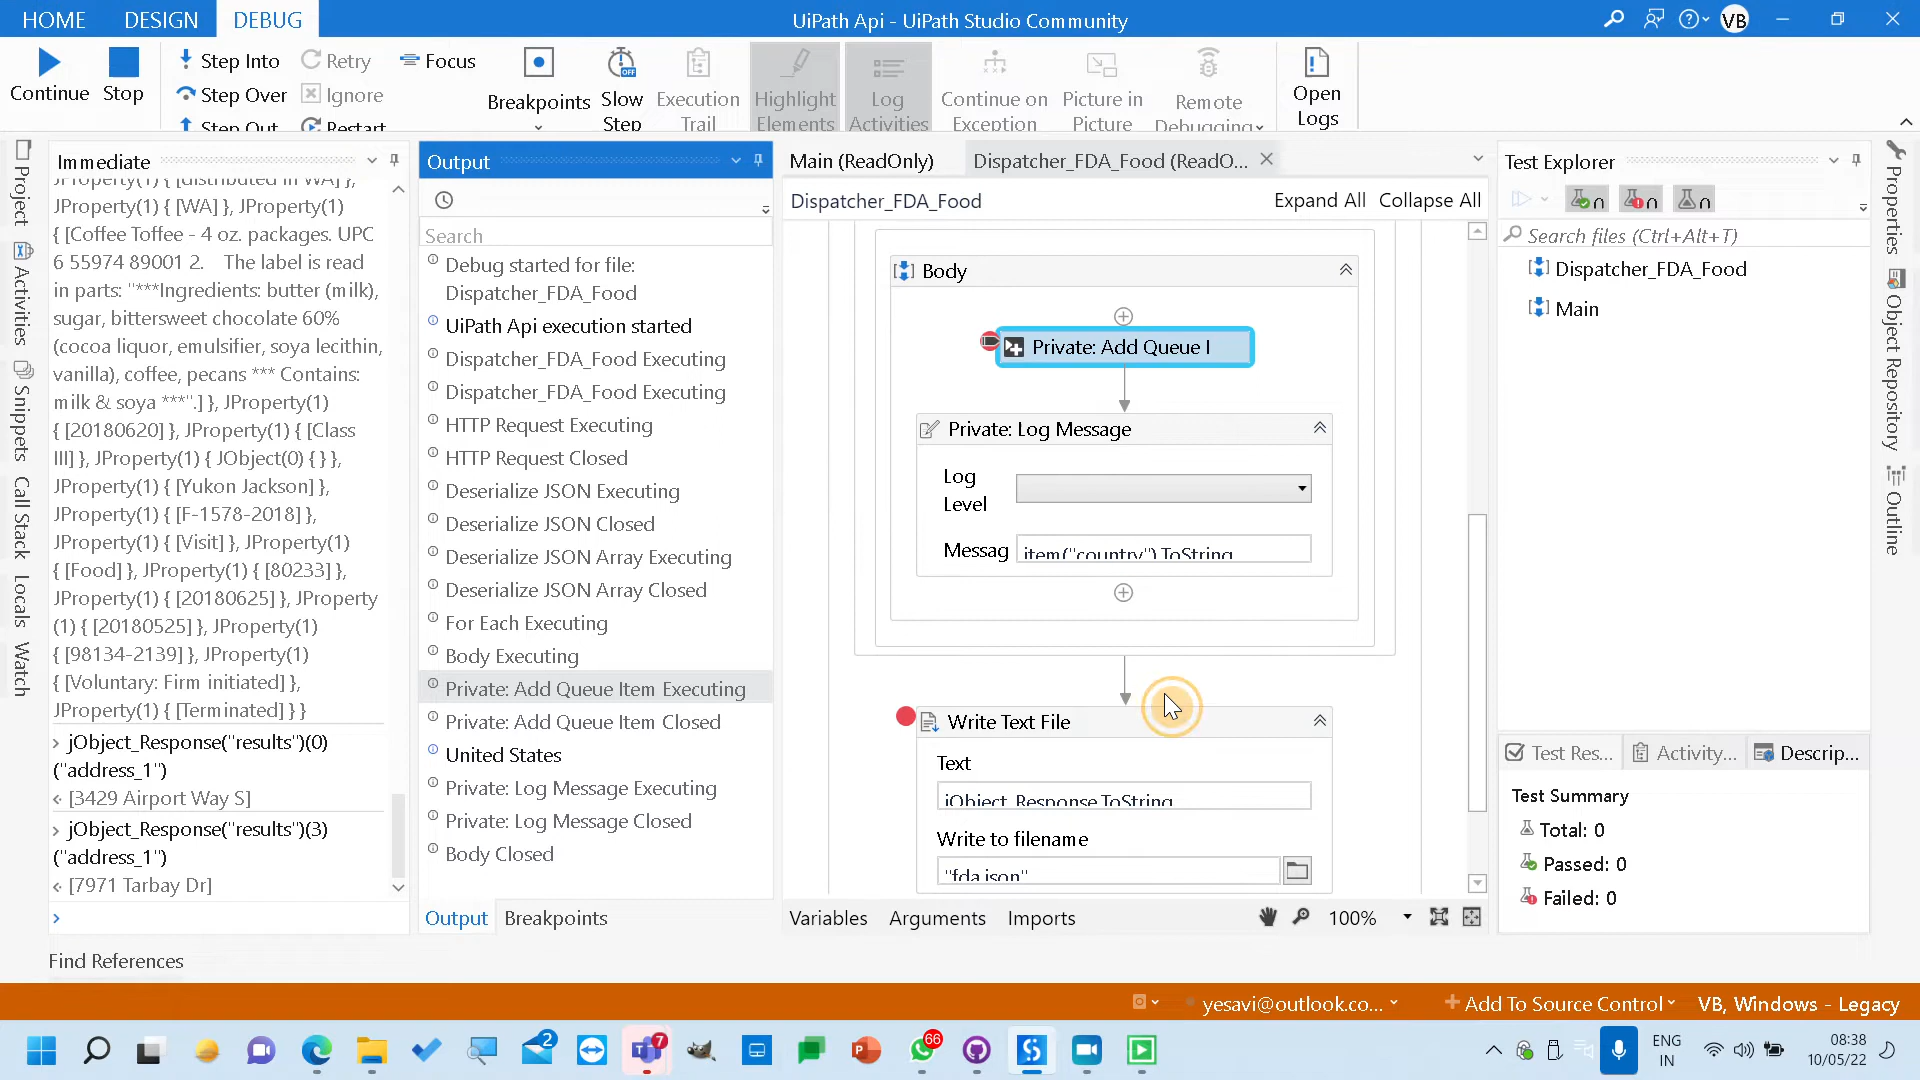 HOME DESIGN DEBUG UiPath Api - UiPath Studio Community VB
Continue Stop Step Into Step Over Step Out Retry Ignore Restart Focus
Breakpoints Slow Step Execution Trail Highlight Elements Log Activities Continue on Exception Picture in Picture Remote Debugging Open Logs
Project
Activities
Snippets
Call Stack
Locals
Watch
Immediate
JProperty(1) { [distributed in WA] },
JProperty(1) { [WA] }, JProperty(1)
{ [Coffee Toffee - 4 oz. packages. UPC
6 55974 89001 2. The label is read
in parts: "***Ingredients: butter (milk),
sugar, bittersweet chocolate 60%
(cocoa liquor, emulsifier, soya lecithin,
vanilla), coffee, pecans *** Contains:
milk & soya ***".] }, JProperty(1)
{ [20180620] }, JProperty(1) { [Class
III] }, JProperty(1) { JObject(0) { } },
JProperty(1) { [Yukon Jackson] },
JProperty(1) { [F-1578-2018] },
JProperty(1) { [Visit] }, JProperty(1)
{ [Food] }, JProperty(1) { [80233] },
JProperty(1) { [20180625] }, JProperty
(1) { [20180525] }, JProperty(1)
{ [98134-2139] }, JProperty(1)
{ [Voluntary: Firm initiated] },
JProperty(1) { [Terminated] } }
jObject_Response("results")(0)
("address_1")
[3429 Airport Way S]
jObject_Response("results")(3)
("address_1")
[7971 Tarbay Dr]
Output
Search
Debug started for file:
Dispatcher_FDA_Food
UiPath Api execution started
Dispatcher_FDA_Food Executing
Dispatcher_FDA_Food Executing
HTTP Request Executing
HTTP Request Closed
Deserialize JSON Executing
Deserialize JSON Closed
Deserialize JSON Array Executing
Deserialize JSON Array Closed
For Each Executing
Body Executing
Private: Add Queue Item Executing
Private: Add Queue Item Closed
United States
Private: Log Message Executing
Private: Log Message Closed
Body Closed
Output Breakpoints
Main (ReadOnly) Dispatcher_FDA_Food (ReadO...
Dispatcher_FDA_Food Expand All Collapse All
Body
Private: Add Queue I
Private: Log Message
Log
Level
Messag item("country").ToString
Write Text File
Text
jObject_Response.ToString
Write to filename
"fda.json"
Variables Arguments Imports 100%
Test Explorer
0 0 0
Search files (Ctrl+Alt+T)
Dispatcher_FDA_Food
Main
Test Res... Activity... Descrip...
Test Summary
Total: 0
Passed: 0
Failed: 0
Properties
Object Repository
Outline
Find References
yesavi@outlook.co... Add To Source Control VB, Windows - Legacy
2 7 66 ENG
IN
08:38
10/05/22